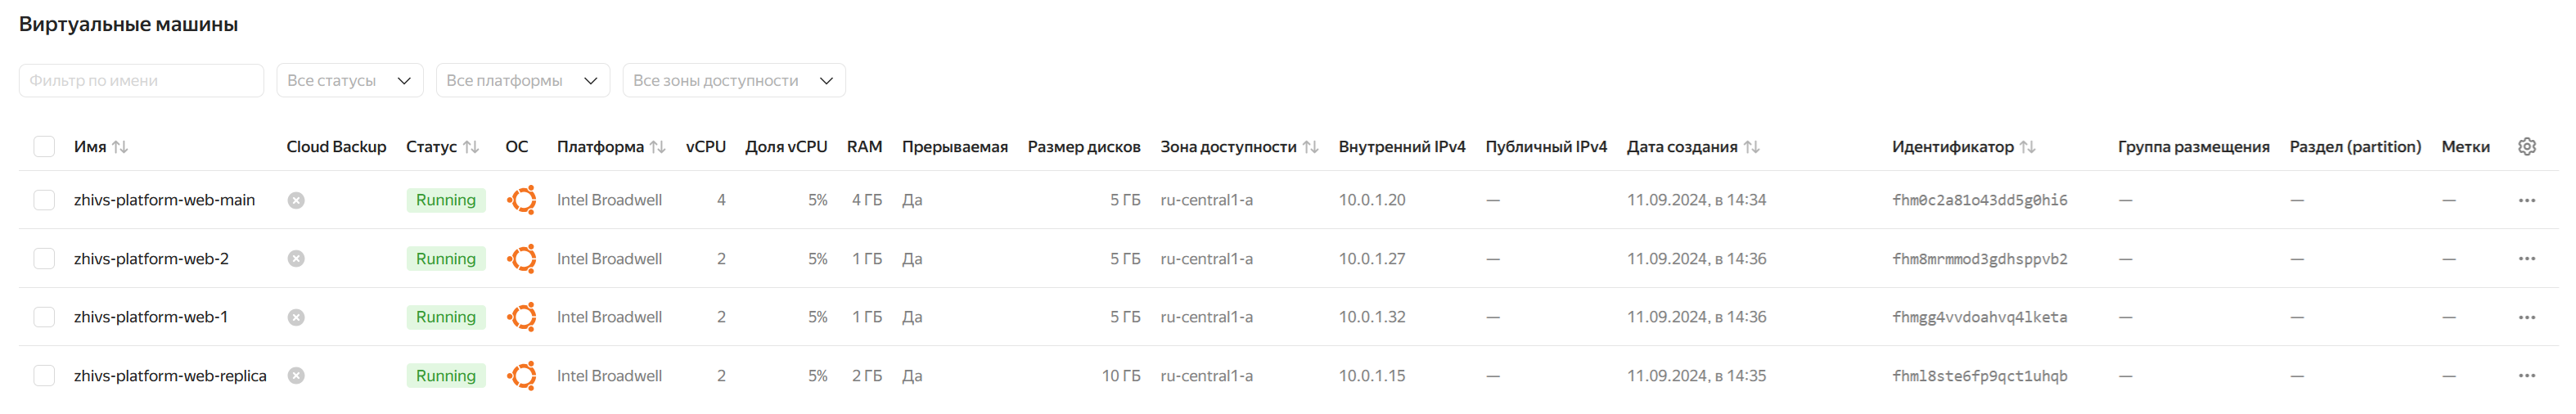 Виртуальные машины
Фильтр по имени Все статусы Все платформы Все зоны доступности
Имя Cloud Backup Статус ОС Платформа vCPU Доля vCPU RAM Прерываемая Размер дисков Зона доступности Внутренний IPv4 Публичный IPv4 Дата создания Идентификатор Группа размещения Раздел (partition) Метки
zhivs-platform-web-main Running Intel Broadwell 4 5% 4 ГБ Да 5 ГБ ru-central1-a 10.0.1.20 — 11.09.2024, в 14:34 fhm0c2a81o43dd5g0hi6 — — —
zhivs-platform-web-2 Running Intel Broadwell 2 5% 1 ГБ Да 5 ГБ ru-central1-a 10.0.1.27 — 11.09.2024, в 14:36 fhm8mrmmod3gdhsppvb2 — — —
zhivs-platform-web-1 Running Intel Broadwell 2 5% 1 ГБ Да 5 ГБ ru-central1-a 10.0.1.32 — 11.09.2024, в 14:36 fhmgg4vvdoahvq4lketa — — —
zhivs-platform-web-replica Running Intel Broadwell 2 5% 2 ГБ Да 10 ГБ ru-central1-a 10.0.1.15 — 11.09.2024, в 14:35 fhml8ste6fp9qct1uhqb — — —